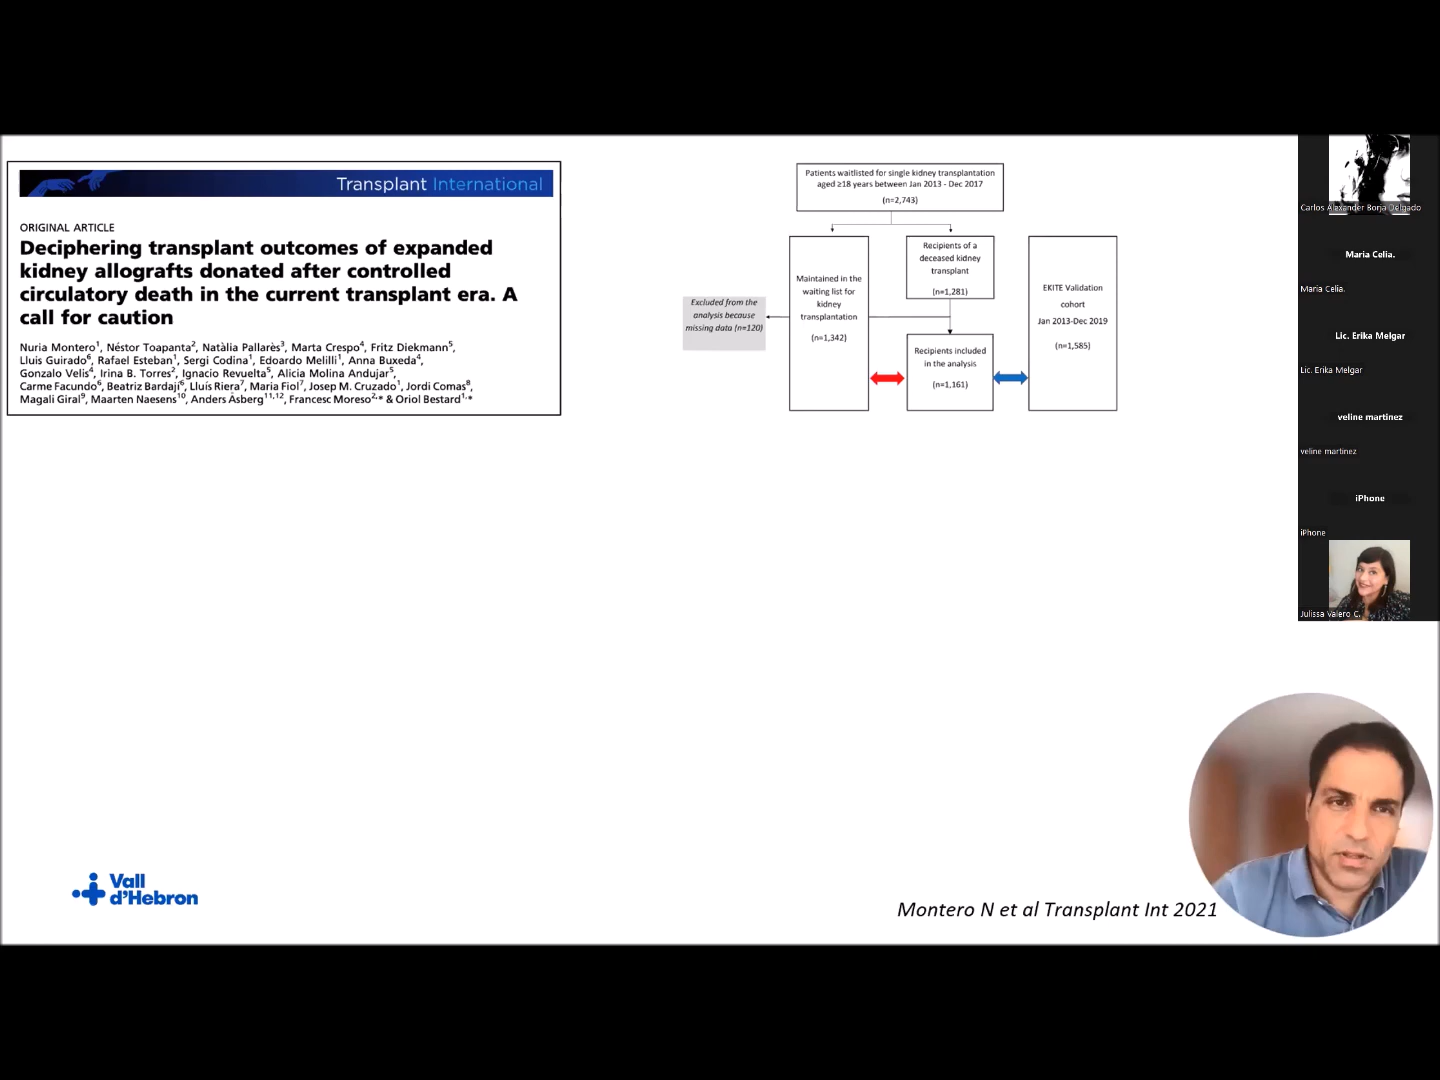 Transplant International
ORIGINAL ARTICLE
Deciphering transplant outcomes of expanded
kidney allografts donated after controlled
circulatory death in the current transplant era. A
call for caution
Nuria Montero1, Néstor Toapanta2, Natàlia Pallarès3, Marta Crespo4, Fritz Diekmann5,
Lluis Guirado6, Rafael Esteban1, Sergi Codina1, Edoardo Melilli1, Anna Buxeda4,
Gonzalo Velis4, Irina B. Torres2, Ignacio Revuelta5, Alicia Molina Andujar5,
Carme Facundo6, Beatriz Bardají6, Lluís Riera7, Maria Fiol7, Josep M. Cruzado1, Jordi Comas8,
Magali Giral9, Maarten Naesens10, Anders Åsberg11,12, Francesc Moreso2,* & Oriol Bestard1,*
Patients waitlisted for single kidney transplantation
aged ≥18 years between Jan 2013 - Dec 2017
(n=2,743)
Maintained in the
waiting list for
kidney
transplantation
(n=1,342)
Recipients of a
deceased kidney
transplant
(n=1,281)
Excluded from the
analysis because
missing data (n=120)
Recipients included
in the analysis
(n=1,161)
EKITE Validation
cohort
Jan 2013-Dec 2019
(n=1,585)
Carlos Alexander Borja Delgado
Maria Celia.
Maria Celia.
Lic. Erika Melgar
Lic. Erika Melgar
veline martinez
veline martinez
iPhone
iPhone
Julissa Valero C.
Vall
d'Hebron
Montero N et al Transplant Int 2021